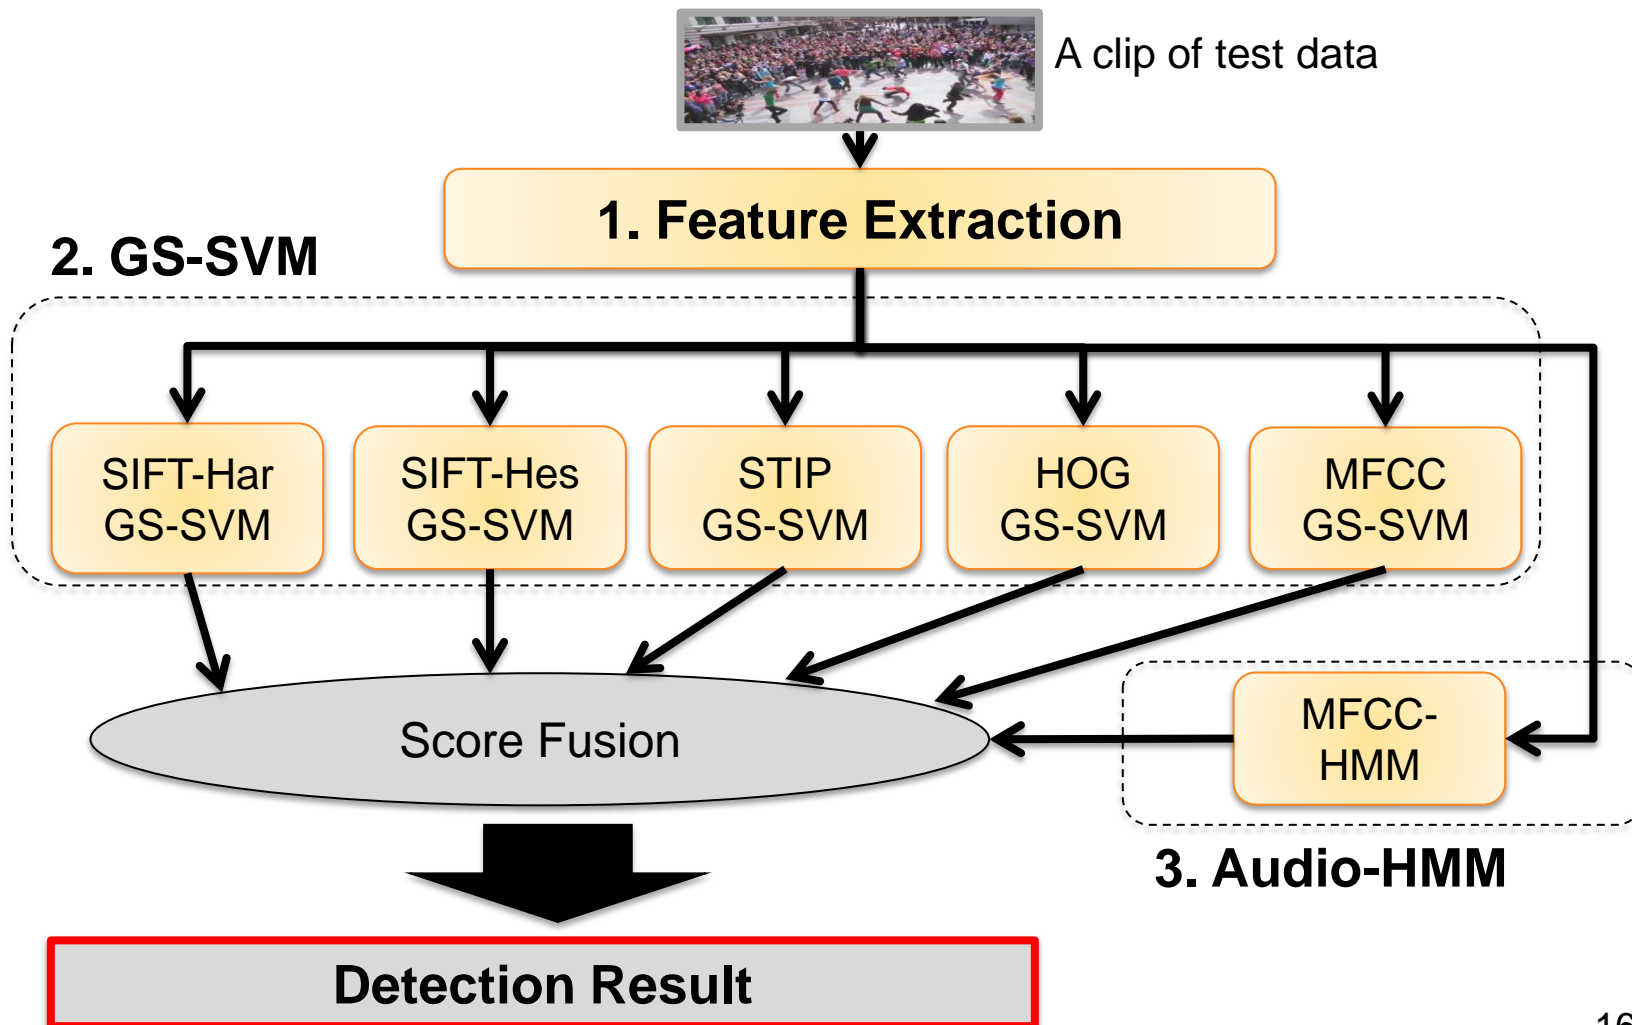 A clip of test data
1. Feature Extraction
2. GS-SVM
SIFT-Har
GS-SVM
SIFT-Hes
GS-SVM
STIP
GS-SVM
HOG
GS-SVM
MFCC
GS-SVM
Score Fusion
MFCC-
HMM
3. Audio-HMM
Detection Result
16